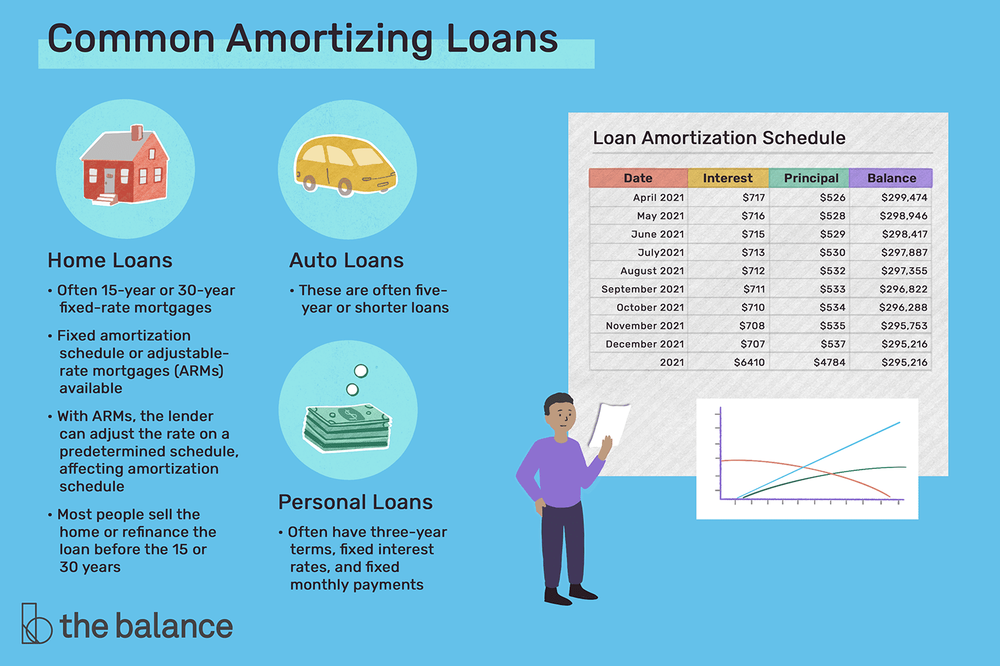 Common Amortizing Loans
Home Loans
• Often 15-year or 30-year
fixed-rate mortgages
• Fixed amortization
schedule or adjustable-
rate mortgages (ARMs)
available
• With ARMs, the lender
can adjust the rate on a
predetermined schedule,
affecting amortization
schedule
• Most people sell the
home or refinance the
loan before the 15 or
30 years
Auto Loans
• These are often five-
year or shorter loans
Personal Loans
• Often have three-year
terms, fixed interest
rates, and fixed
monthly payments
Loan Amortization Schedule
Date Interest Principal Balance
April 2021 $717 $526 $299,474
May 2021 $716 $528 $298,946
June 2021 $715 $529 $298,417
July2021 $713 $530 $297,887
August 2021 $712 $532 $297,355
September 2021 $711 $533 $296,822
October 2021 $710 $534 $296,288
November 2021 $708 $535 $295,753
December 2021 $707 $537 $295,216
2021 $6410 $4784 $295,216
b the balance